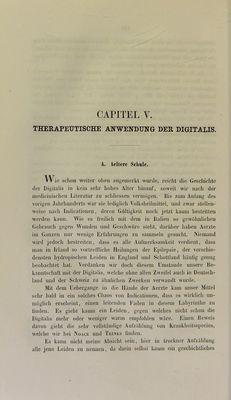 CAPITEL V.
THERAPEUTISCHE ANWENDUNG DER DIGITALIS.
A. Aeltere Schule.
Wie schon weiter oben angemerkt wurde, reicht die Geschichte
der Digitalis in kein sehr hohes Alter hinauf, soweit wir nach der
medicinischen Literatur zu schliessen vermögen. Bis zum Anfang des
vorigen Jahrhunderts war sie lediglich Volksheilmittel, und zwar stellen-
weise nach Indicationen, deren Gültigkeit noch jetzt kaum bestritten
werden kann. Wie es freilich mit dem in Italien so gewöhnlichen
Gebrauch gegen Wunden und Geschwüre steht, darüber haben Aerzte
im Ganzen nur wenige Erfahrungen zu sammeln gesucht. Niemand
wird jedoch bestreiten, dass es alle Aufmerksamkeit verdient, dass
man in Irland so vortreffliche Heilungen der Epilepsie, der verschie-
densten hydropischen Leiden in England und Schottland häufig genug
beobachtet hat. Verdanken wir doch diesem Umstande unsere Be-
kanntschaft mit der Digitalis, welche ohne allen Zweifel auch in Deutsch-
land und der Schweiz zu ähnlichen Zwecken verwandt wurde.
Mit dem Uebergange in die Hände der Aerzte kam unser Mittel
sehr bald in ein solches Chaos von Indicationen, dass es wirklich un-
möglich erscheint, einen leitenden Faden in diesem Labyrinthe zu
finden. Es giebt kaum ein Leiden, gegen welches nicht schon die
Digitalis mehr oder weniger warm empfohlen wäre. Einen Beweis
davon giebt die sehr vollständige Aufzählung von Krankheitsspecies,
welche wir bei Noack und Trinks finden.
Es kann nicht meine Absicht sein, hier in trockner Aufzählung
alle jene Leiden zu nennen, da darin selbst kaum ein geschichtliches